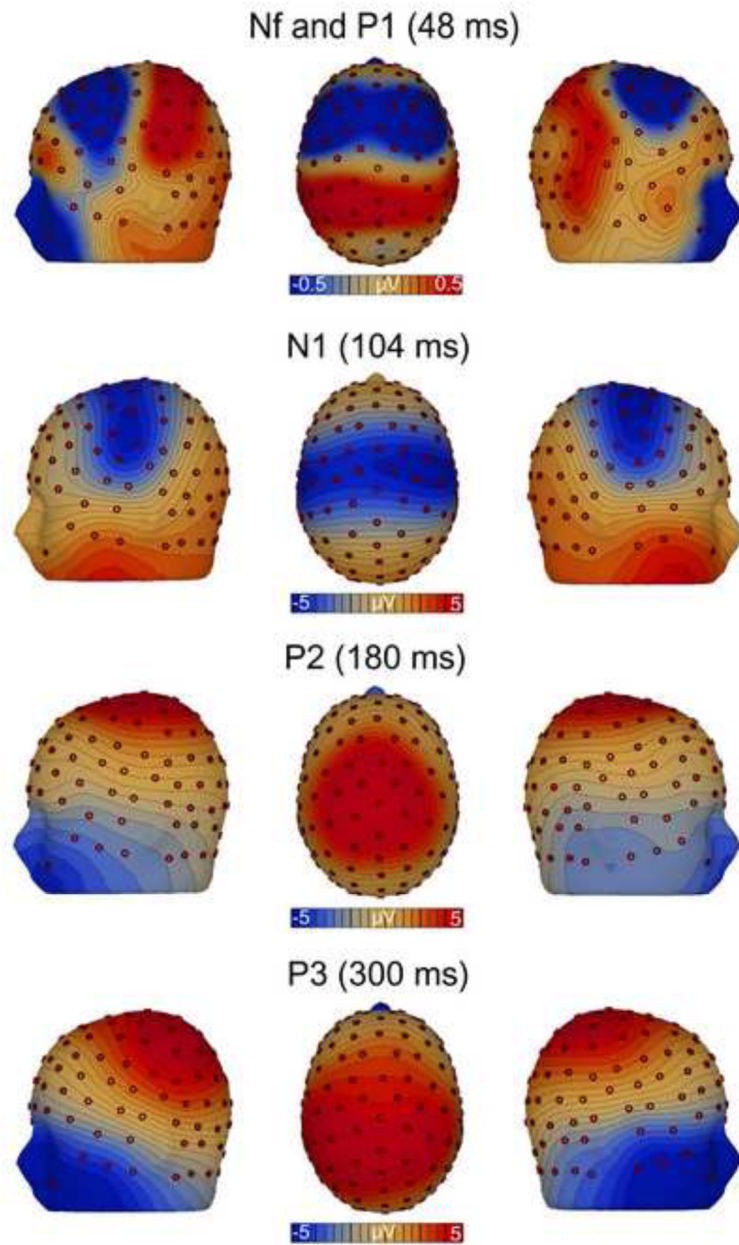 Nf and P1 (48 ms)
-0.5 μV 0.5
N1 (104 ms)
-5 μV 5
P2 (180 ms)
-5 μV 5
P3 (300 ms)
-5 μV 5